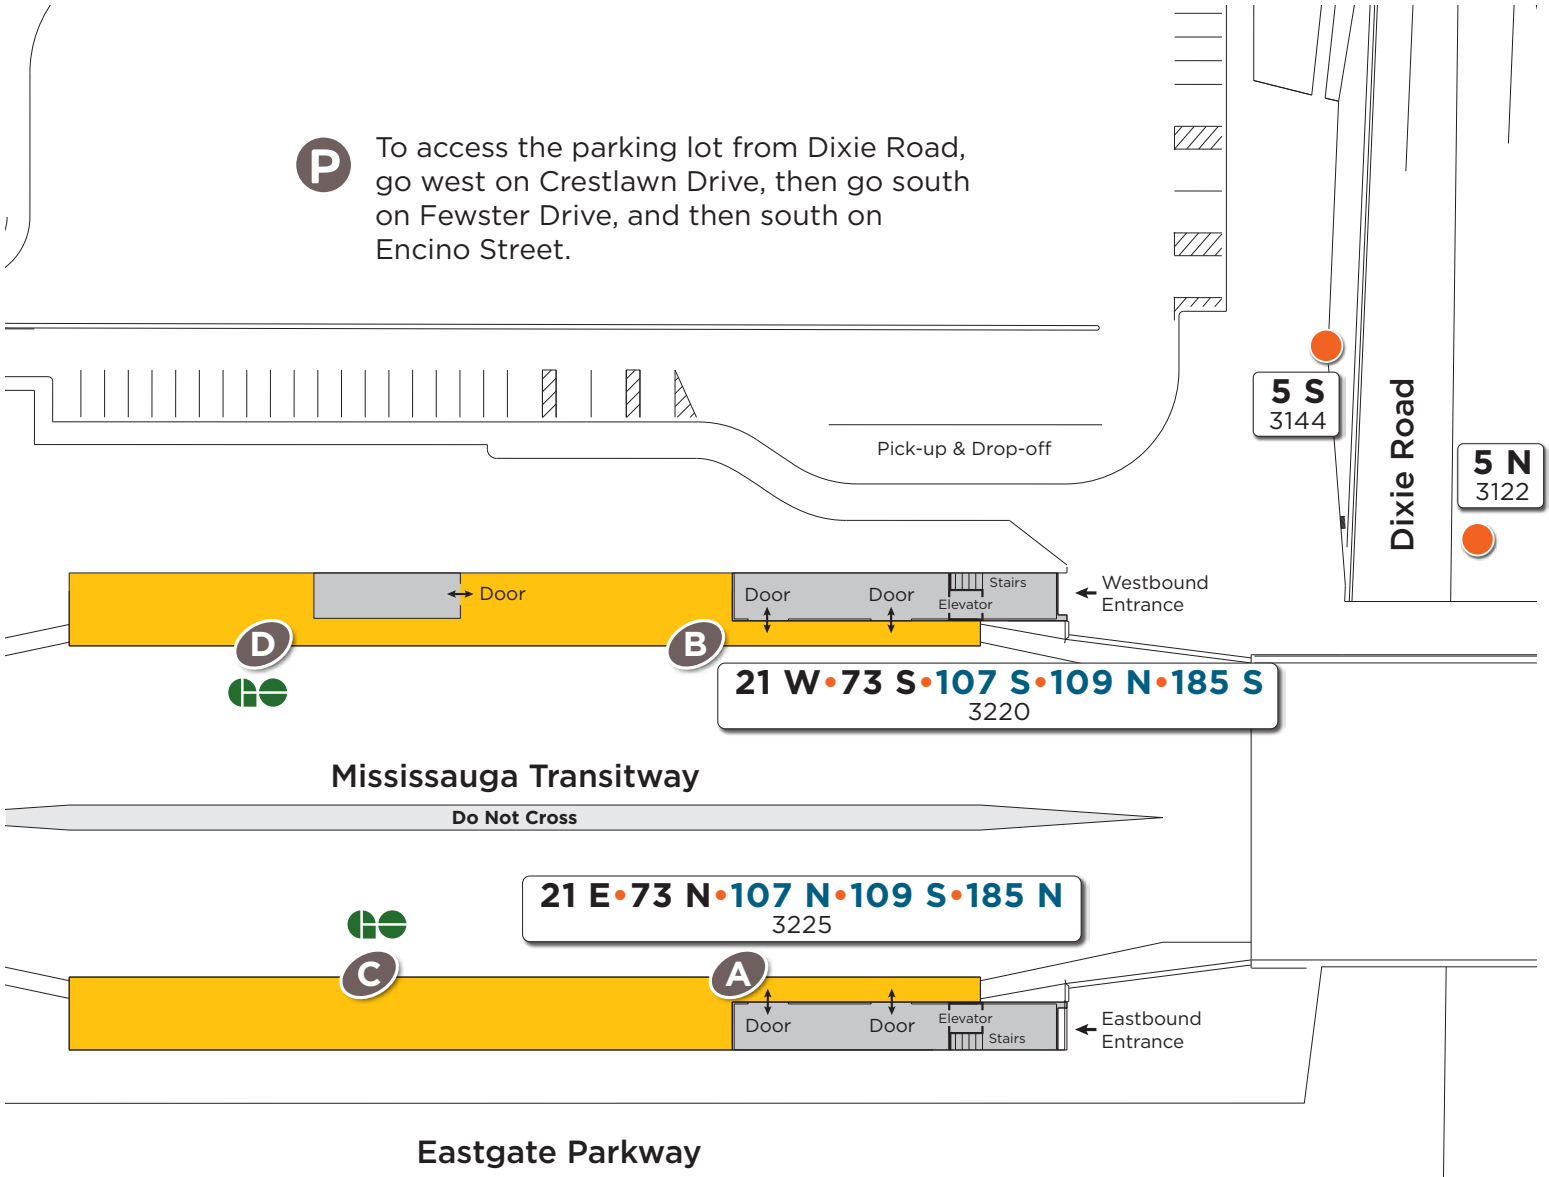 P
To access the parking lot from Dixie Road,
go west on Crestlawn Drive, then go south
on Fewster Drive, and then south on
Encino Street.
Pick-up & Drop-off
5 S
3144
Dixie Road
5 N
3122
Door
Door
Door
Stairs
Elevator
Westbound
Entrance
D
GO
B
21 W•73 S•107 S•109 N•185 S
3220
Mississauga Transitway
Do Not Cross
21 E•73 N•107 N•109 S•185 N
3225
GO
C
A
Door
Door
Elevator
Stairs
Eastbound
Entrance
Eastgate Parkway